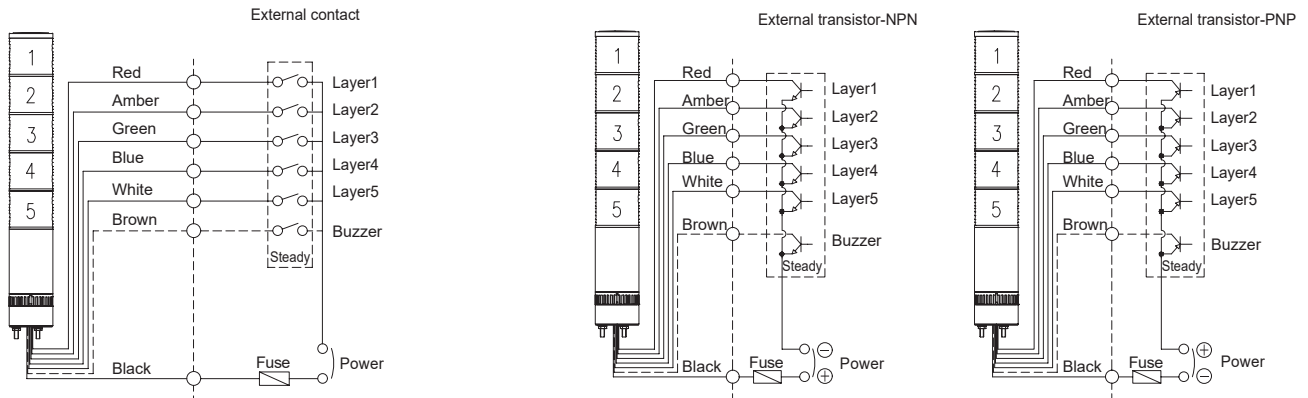 External contact
1
2
3
4
5
Red
Amber
Green
Blue
White
Brown
Black
Layer1
Layer2
Layer3
Layer4
Layer5
Buzzer
Steady
Fuse
Power
External transistor-NPN
1
2
3
4
5
Red
Amber
Green
Blue
White
Brown
Black
Layer1
Layer2
Layer3
Layer4
Layer5
Buzzer
Steady
Fuse
−
+
Power
External transistor-PNP
1
2
3
4
5
Red
Amber
Green
Blue
White
Brown
Black
Layer1
Layer2
Layer3
Layer4
Layer5
Buzzer
Steady
Fuse
+
−
Power